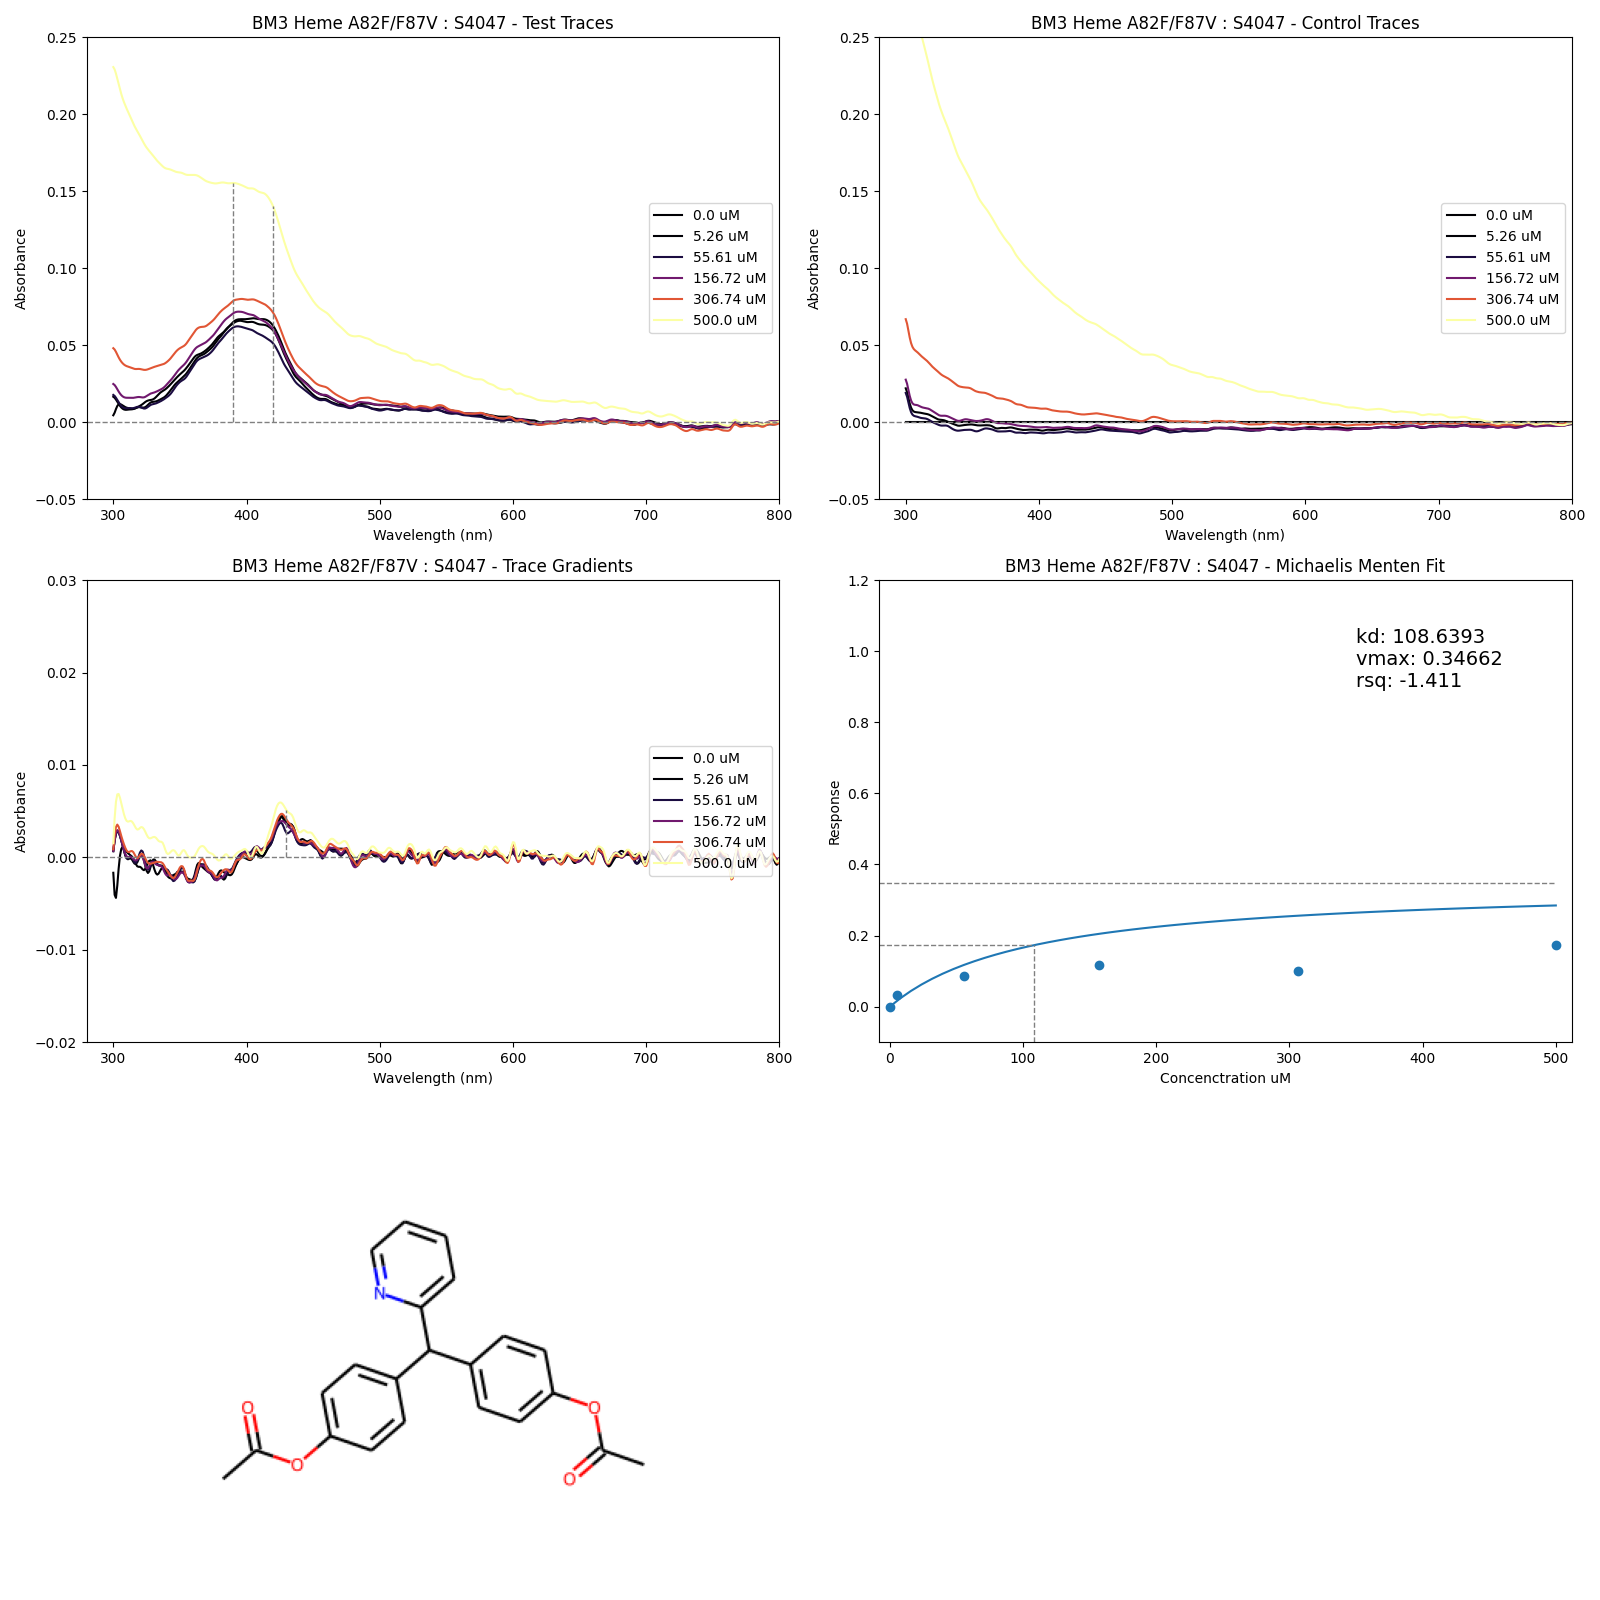 BM3 Heme A82F/F87V : S4047 - Test Traces
0.25
0.20
0.15
0.10
0.05
0.00
−0.05
Absorbance
300 400 500 600 700 800
Wavelength (nm)
0.0 uM
5.26 uM
55.61 uM
156.72 uM
306.74 uM
500.0 uM
BM3 Heme A82F/F87V : S4047 - Control Traces
0.25
0.20
0.15
0.10
0.05
0.00
−0.05
Absorbance
300 400 500 600 700 800
Wavelength (nm)
0.0 uM
5.26 uM
55.61 uM
156.72 uM
306.74 uM
500.0 uM
BM3 Heme A82F/F87V : S4047 - Trace Gradients
0.03
0.02
0.01
0.00
−0.01
−0.02
Absorbance
300 400 500 600 700 800
Wavelength (nm)
0.0 uM
5.26 uM
55.61 uM
156.72 uM
306.74 uM
500.0 uM
BM3 Heme A82F/F87V : S4047 - Michaelis Menten Fit
1.2
1.0
0.8
0.6
0.4
0.2
0.0
Response
0 100 200 300 400 500
Concenctration uM
kd: 108.6393
vmax: 0.34662
rsq: -1.411
N
O
O
O
O